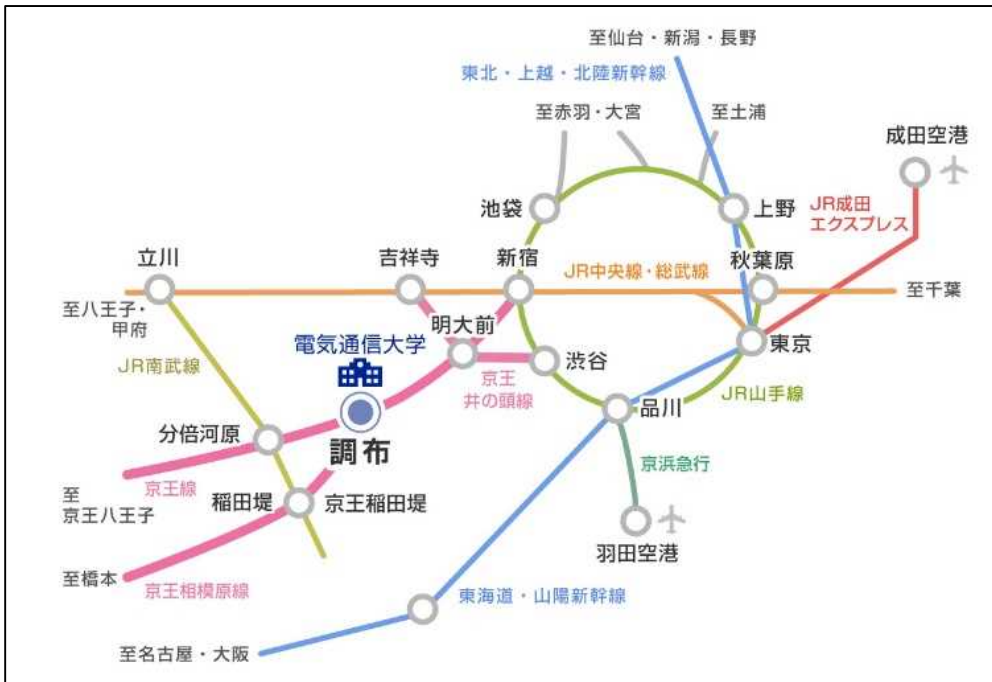 至仙台・新潟・長野
東北・上越・北陸新幹線
至赤羽・大宮
至土浦
成田空港
池袋
上野
JR成田
エクスプレス
立川
吉祥寺
新宿
JR中央線・総武線
秋葉原
至八王子・
甲府
至千葉
明大前
電気通信大学
東京
JR南武線
京王
井の頭線
渋谷
JR山手線
品川
分倍河原
調布
京浜急行
京王線
至
京王八王子
稲田堤
京王稲田堤
羽田空港
至橋本
京王相模原線
東海道・山陽新幹線
至名古屋・大阪